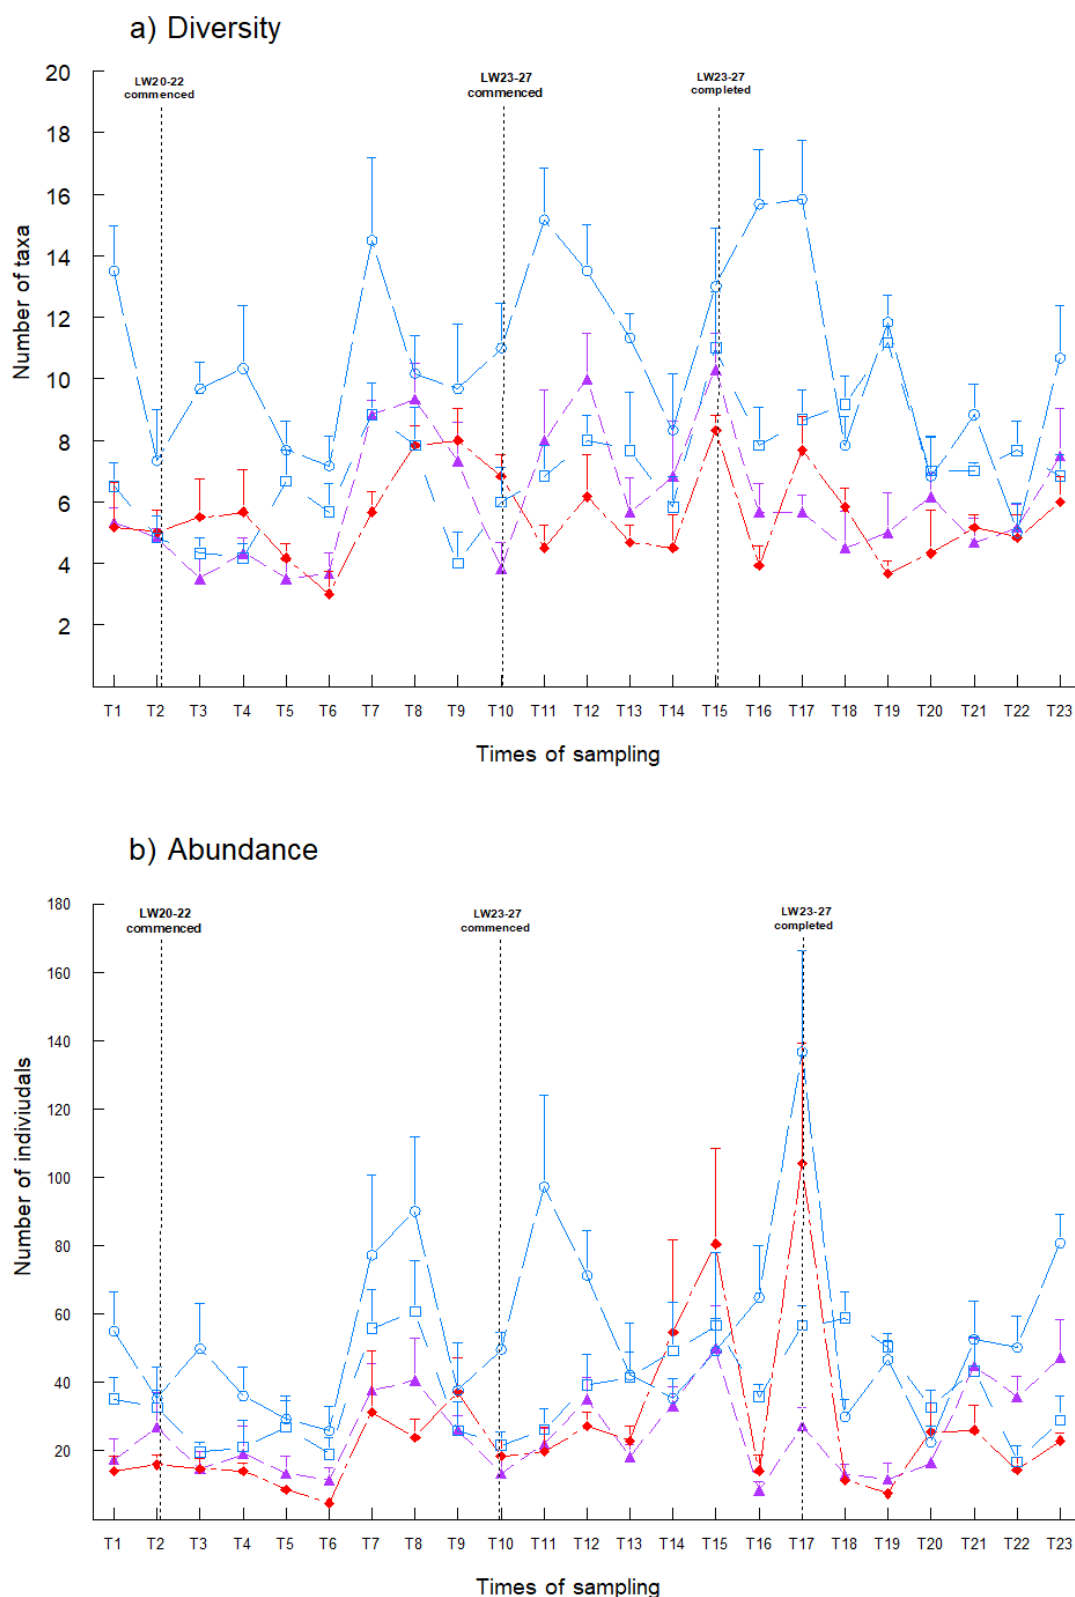 a) Diversity
LW20-22
commenced
LW23-27
commenced
LW23-27
completed
20
18
16
14
12
10
8
6
4
2
Number of taxa
T1 T2 T3 T4 T5 T6 T7 T8 T9 T10 T11 T12 T13 T14 T15 T16 T17 T18 T19 T20 T21 T22 T23
Times of sampling
b) Abundance
LW20-22
commenced
LW23-27
commenced
LW23-27
completed
180
160
140
120
100
80
60
40
20
Number of indiviudals
T1 T2 T3 T4 T5 T6 T7 T8 T9 T10 T11 T12 T13 T14 T15 T16 T17 T18 T19 T20 T21 T22 T23
Times of sampling